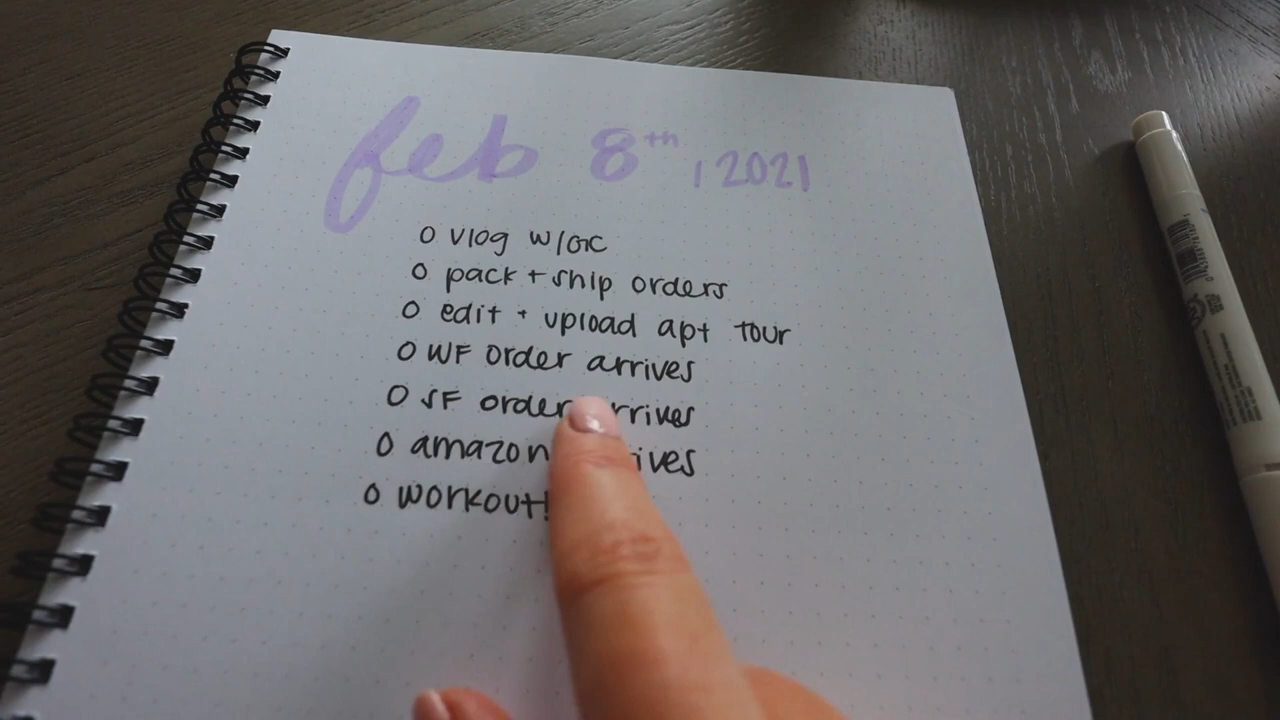 feb 8th, 2021
O vlog w/GC
O pack + ship orders
O edit + upload apt tour
O WF order arrives
O SF order arrives
O amazon
O workout!